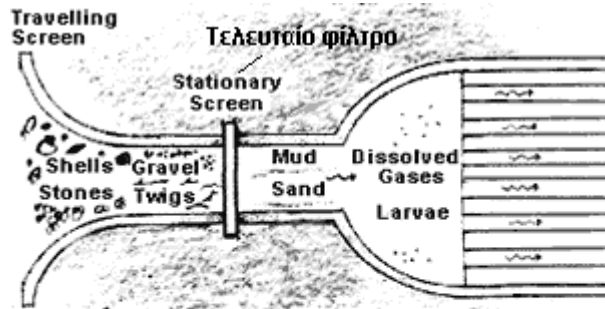 Travelling
Screen
Τελευταίο φίλτρο
Stationary
Screen
Shells
Gravel
Mud
Dissolved
Gases
Stones
Twigs
Sand
Larvae